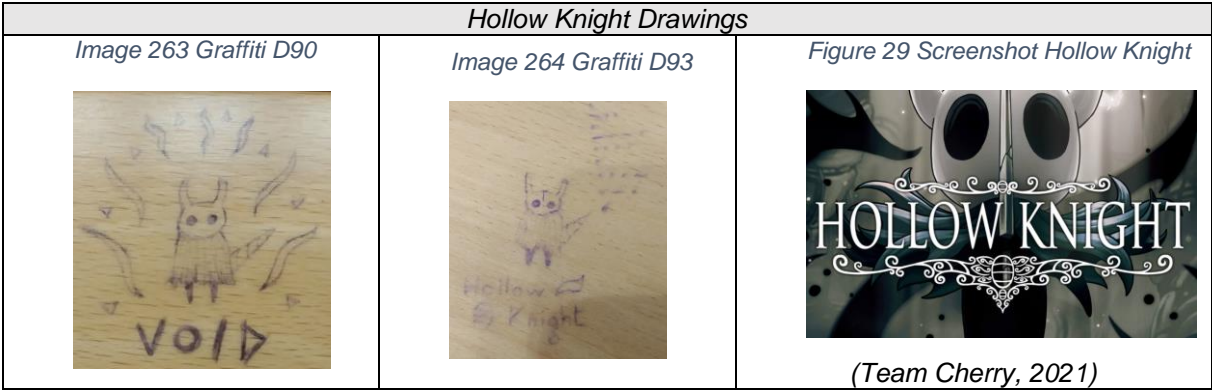 Hollow Knight Drawings
Image 263 Graffiti D90
VOID
Image 264 Graffiti D93
Hollow
Knight
Figure 29 Screenshot Hollow Knight
HOLLOW KNIGHT
(Team Cherry, 2021)